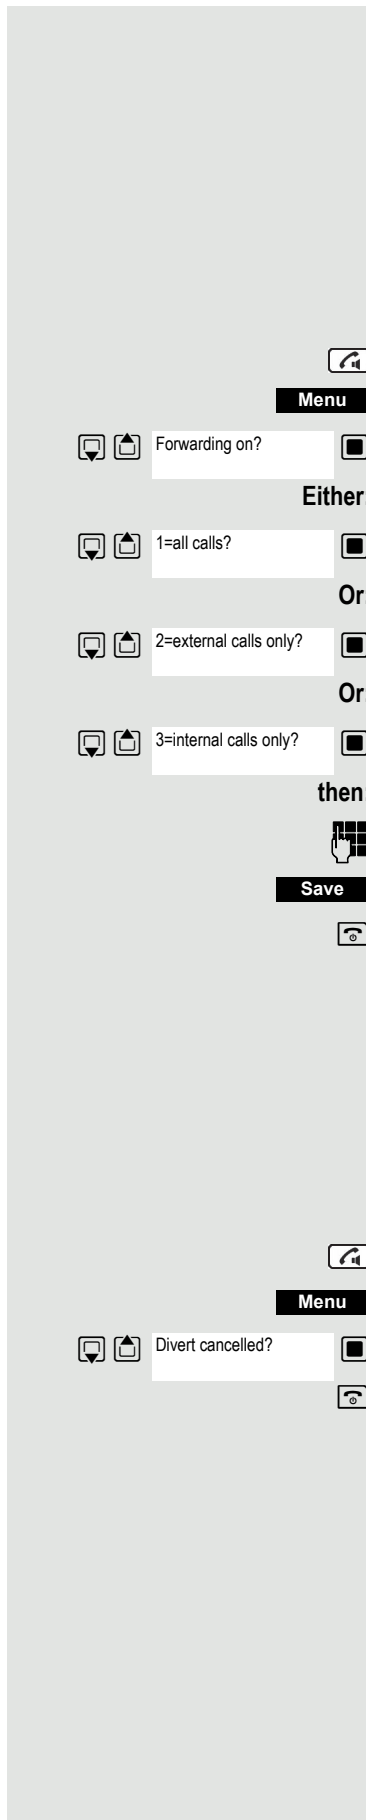 Menu
Forwarding on?
Either:
1=all calls?
Or:
2=external calls only?
Or:
3=internal calls only?
then:
Save
Menu
Divert cancelled?